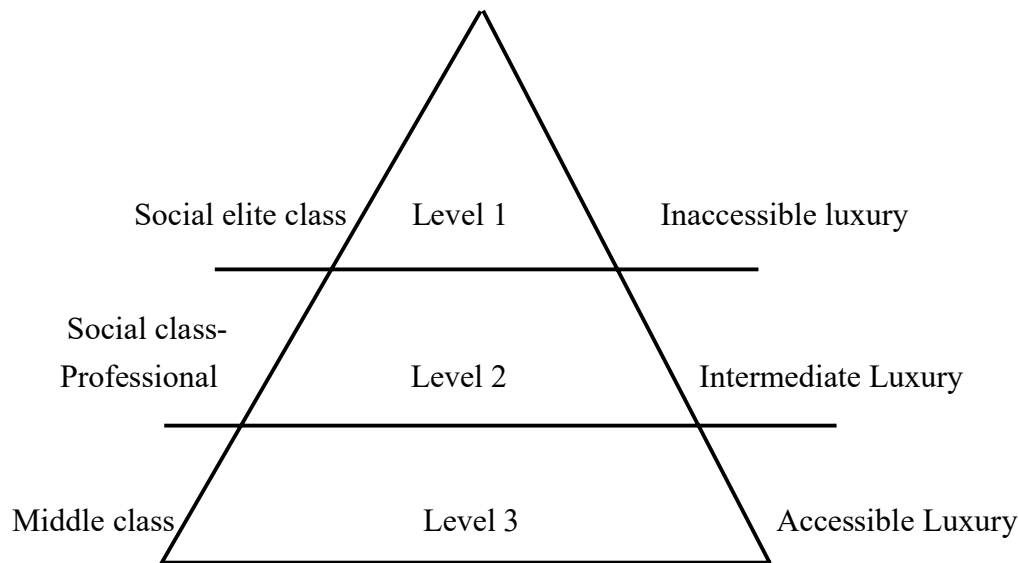 Social elite class Level 1 Inaccessible luxury
Social class-
Professional Level 2 Intermediate Luxury
Middle class Level 3 Accessible Luxury